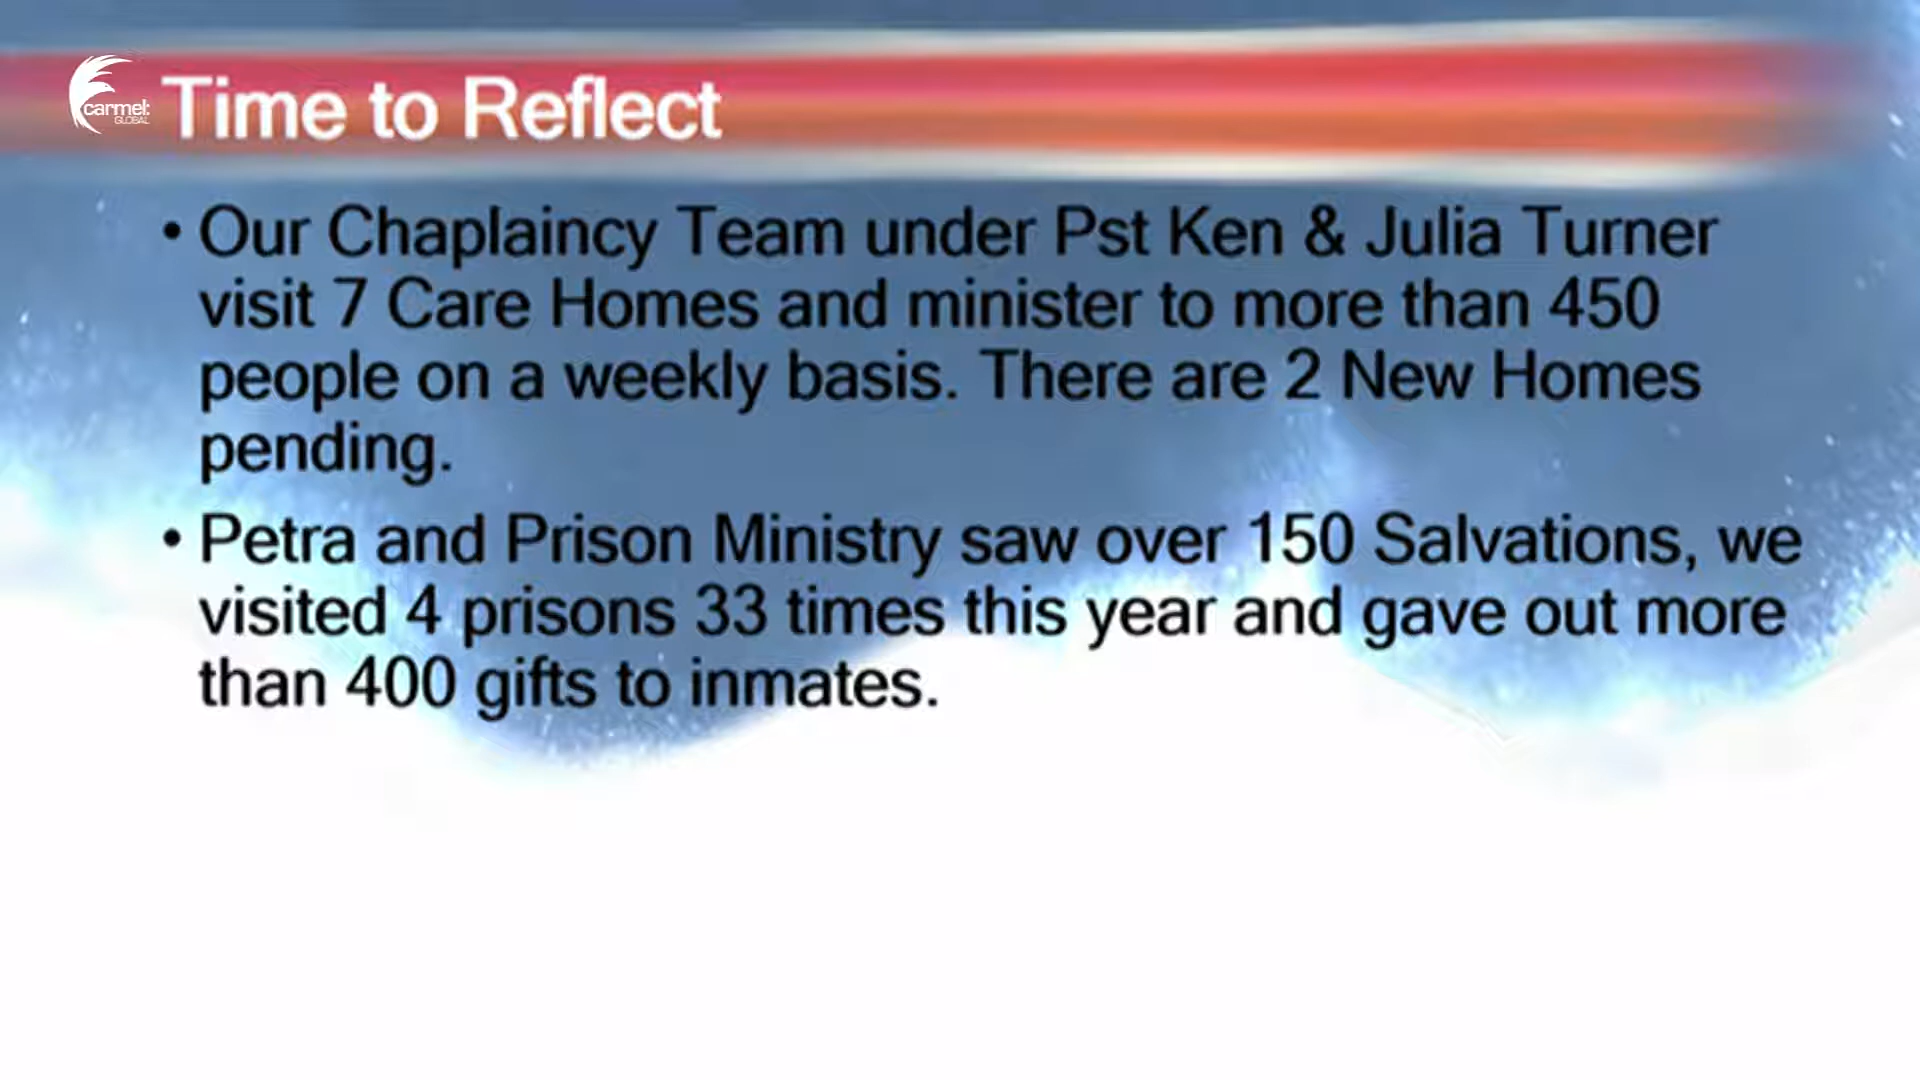 carmel:
GLOBAL
Time to Reflect
• Our Chaplaincy Team under Pst Ken & Julia Turner
visit 7 Care Homes and minister to more than 450
people on a weekly basis. There are 2 New Homes
pending.
• Petra and Prison Ministry saw over 150 Salvations, we
visited 4 prisons 33 times this year and gave out more
than 400 gifts to inmates.